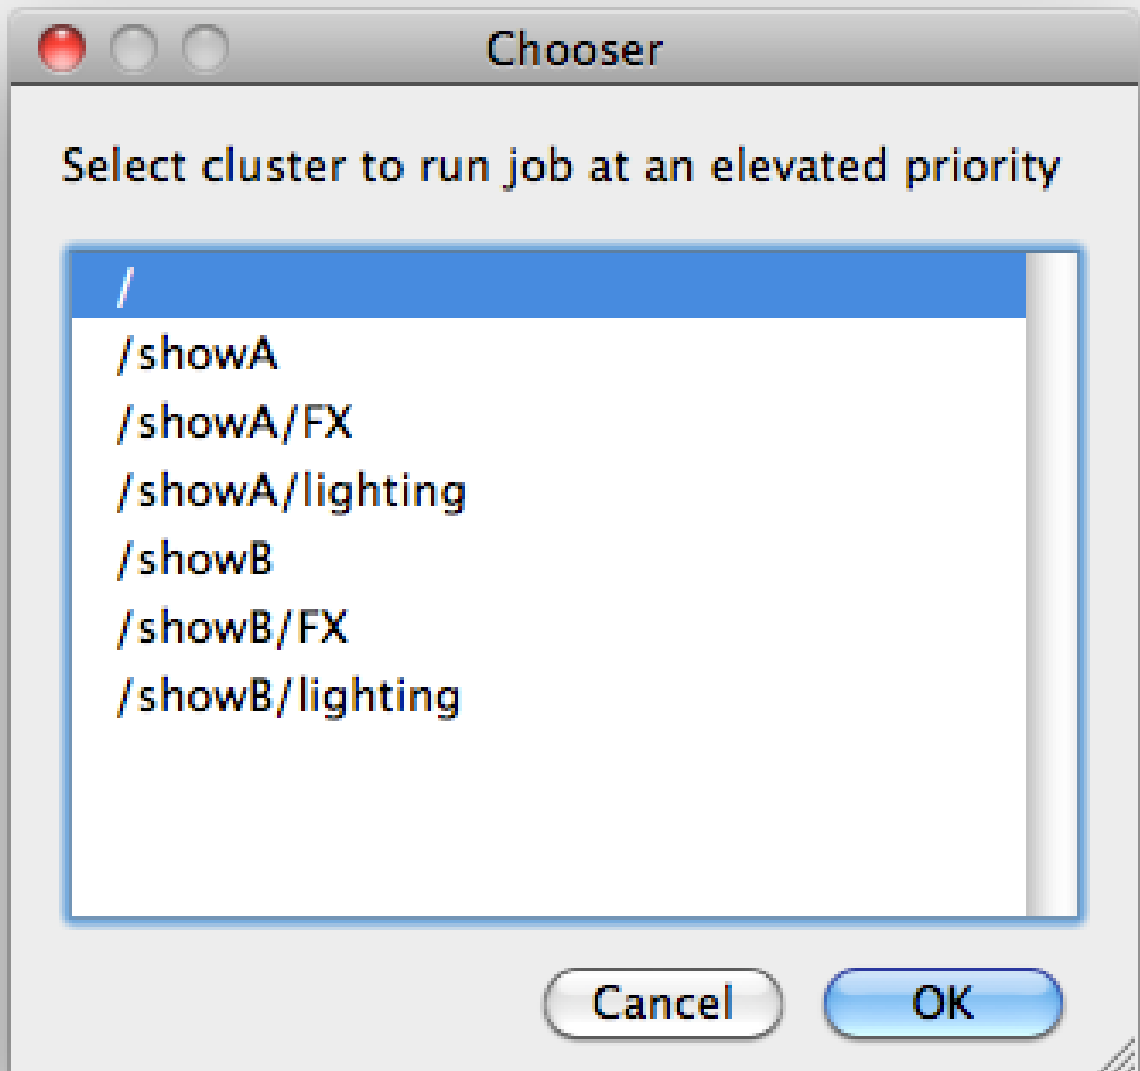 Chooser
Select cluster to run job at an elevated priority
/
/showA
/showA/FX
/showA/lighting
/showB
/showB/FX
/showB/lighting
Cancel OK